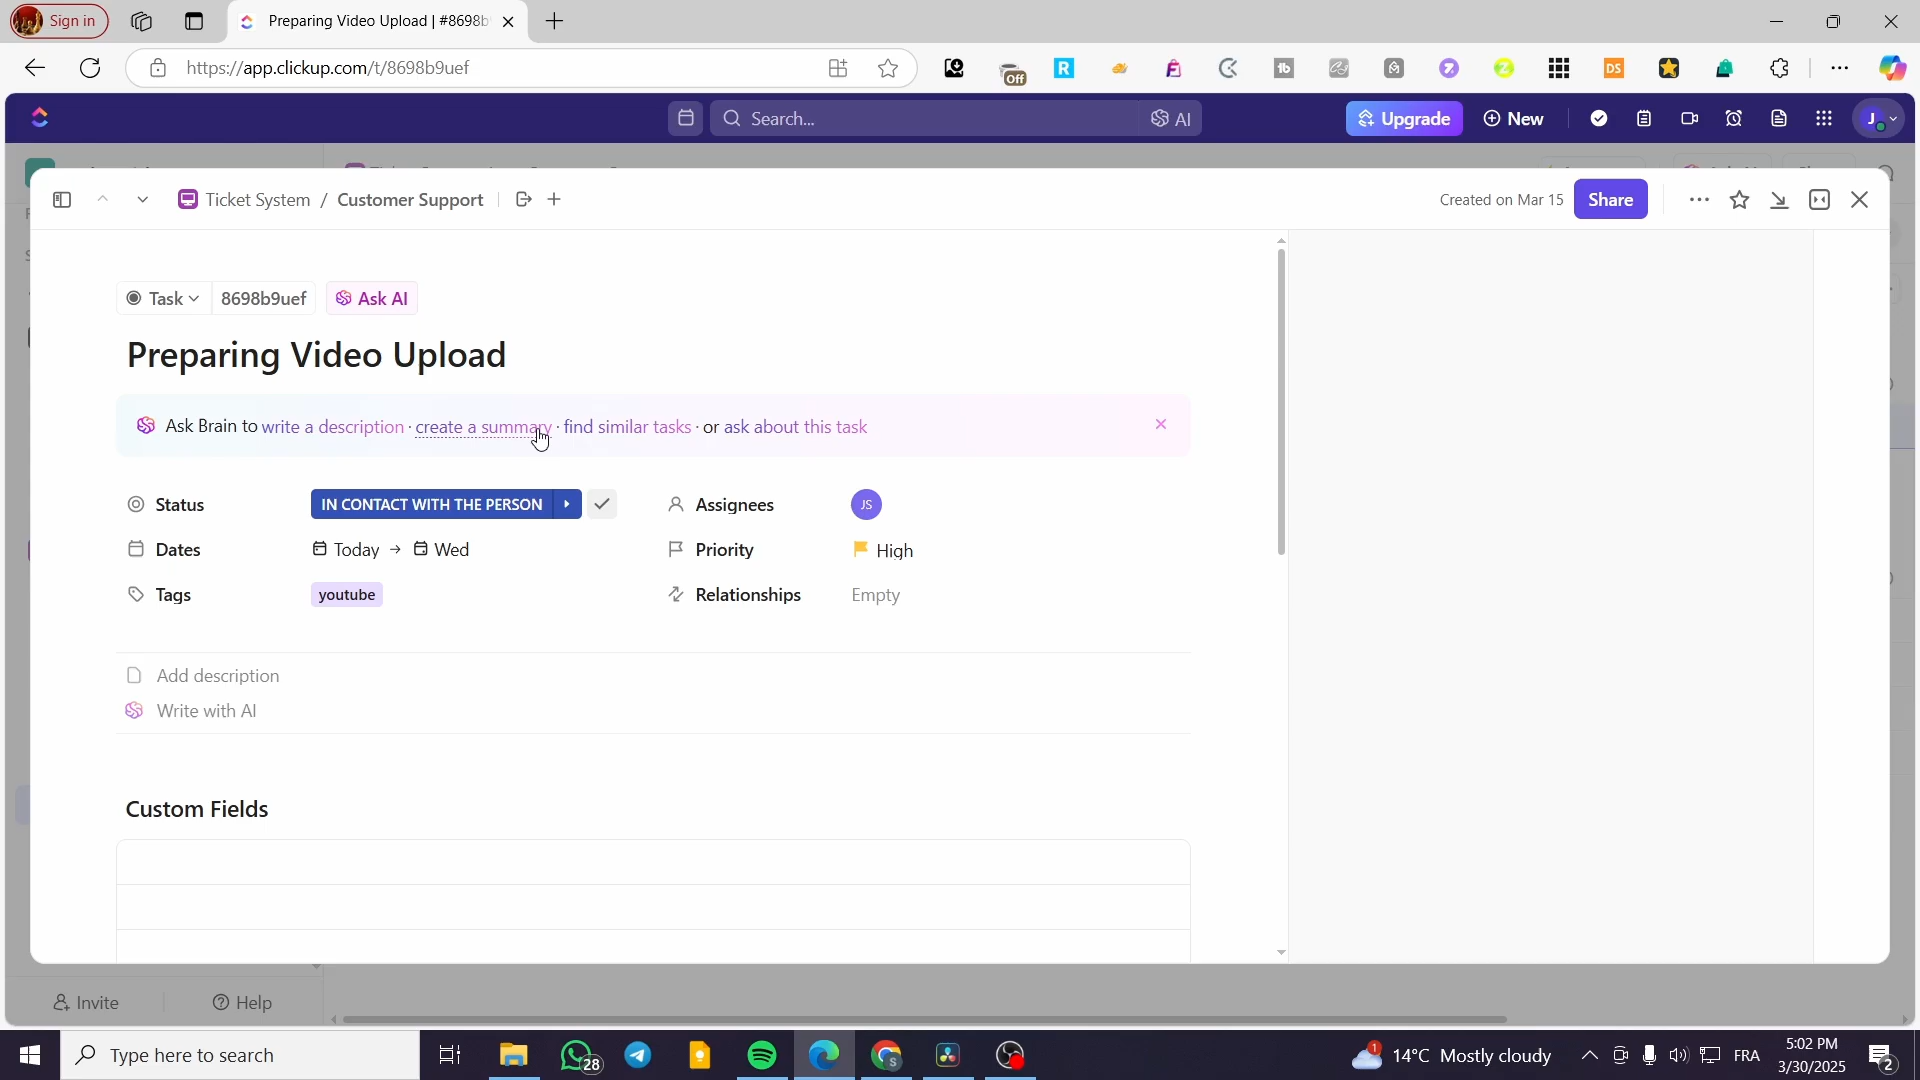 Sign in
Preparing Video Upload | #8698b
https://app.clickup.com/t/8698b9uef
Off
DS
Search...
AI
Upgrade
New
J
Ticket System / Customer Support
Created on Mar 15
Share
Task
8698b9uef
Ask AI
Preparing Video Upload
Ask Brain to write a description · create a summary · find similar tasks · or ask about this task
Status
IN CONTACT WITH THE PERSON
Assignees
JS
Dates
Today → Wed
Priority
High
Tags
youtube
Relationships
Empty
Add description
Write with AI
Custom Fields
Invite
Help
Type here to search
28
1
14°C Mostly cloudy
FRA
5:02 PM
3/30/2025
2